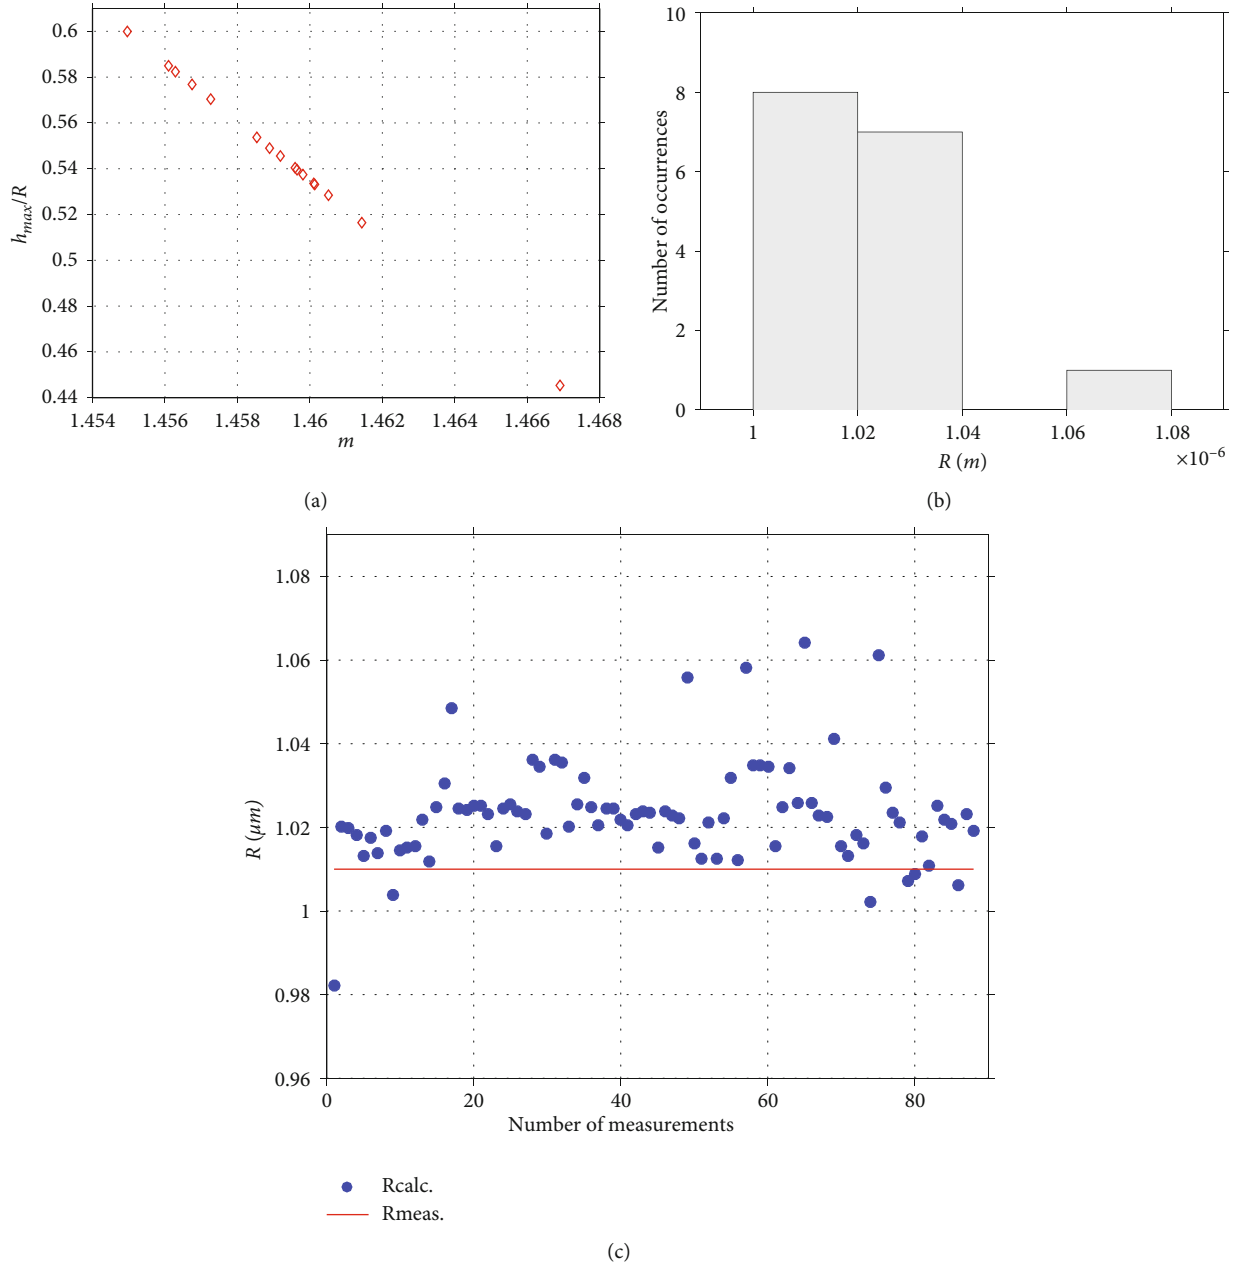 0.6
0.58
0.56
0.54
0.52
0.5
0.48
0.46
0.44
h_max/R
1.454 1.456 1.458 1.46 1.462 1.464 1.466 1.468
m
(a)
10
8
6
4
2
0
Number of occurrences
1 1.02 1.04 1.06 1.08
R (m)
×10⁻⁶
(b)
1.08
1.06
1.04
1.02
1
0.98
0.96
R (μm)
0 20 40 60 80
Number of measurements
Rcalc.
Rmeas.
(c)